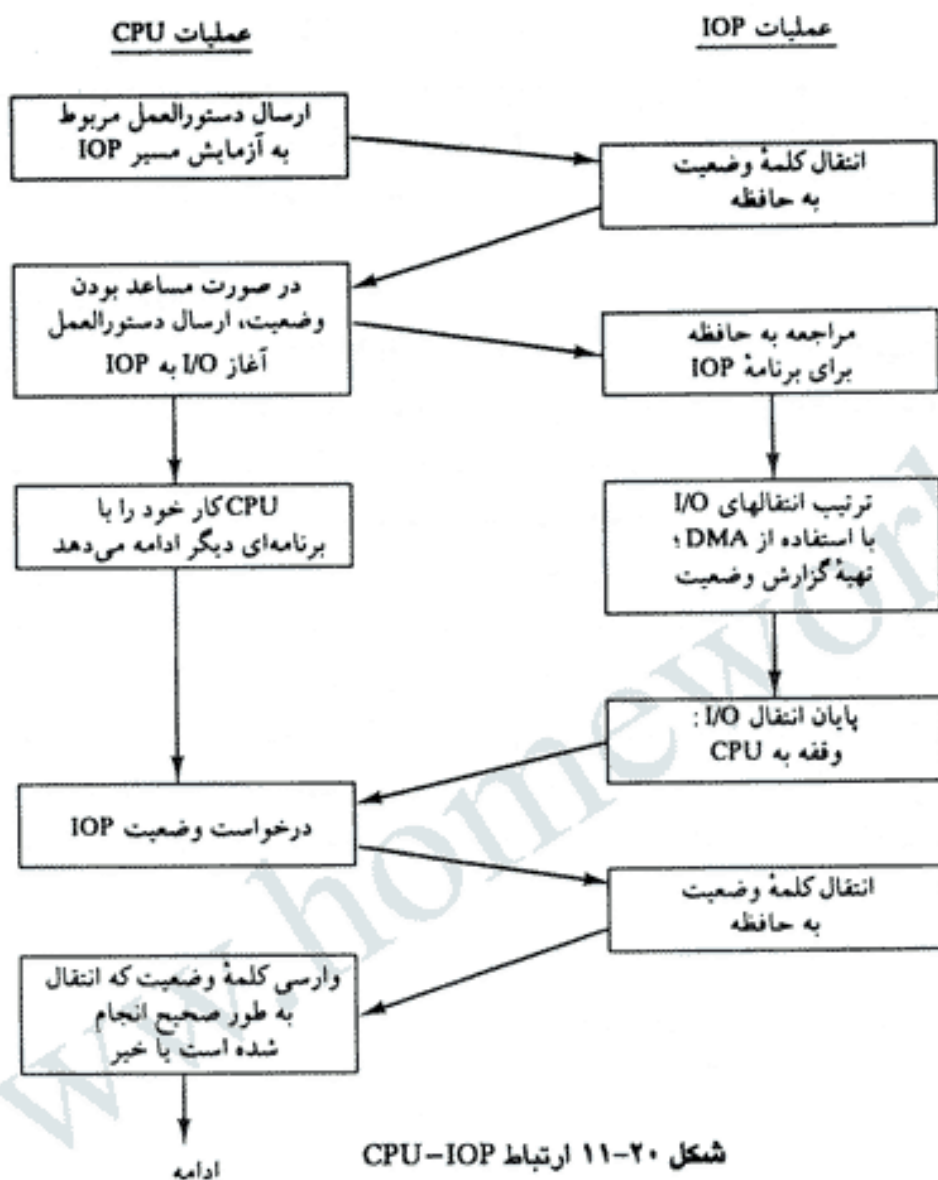 عملیات CPU
عملیات IOP
ارسال دستورالعمل مربوط
به آزمایش مسیر IOP
انتقال کلمهٔ وضعیت
به حافظه
در صورت مساعد بودن
وضعیت، ارسال دستورالعمل
آغاز I/O به IOP
مراجعه به حافظه
برای برنامهٔ IOP
CPU کار خود را با
برنامه‌ای دیگر ادامه می‌دهد
ترتیب انتقالهای I/O
با استفاده از DMA؛
تهیهٔ گزارش وضعیت
پایان انتقال I/O:
وقفه به CPU
درخواست وضعیت IOP
انتقال کلمهٔ وضعیت
به حافظه
وارسی کلمهٔ وضعیت که انتقال
به طور صحیح انجام
شده است یا خیر
ادامه
شکل ۲۰-۱۱ ارتباط CPU-IOP
www.homework